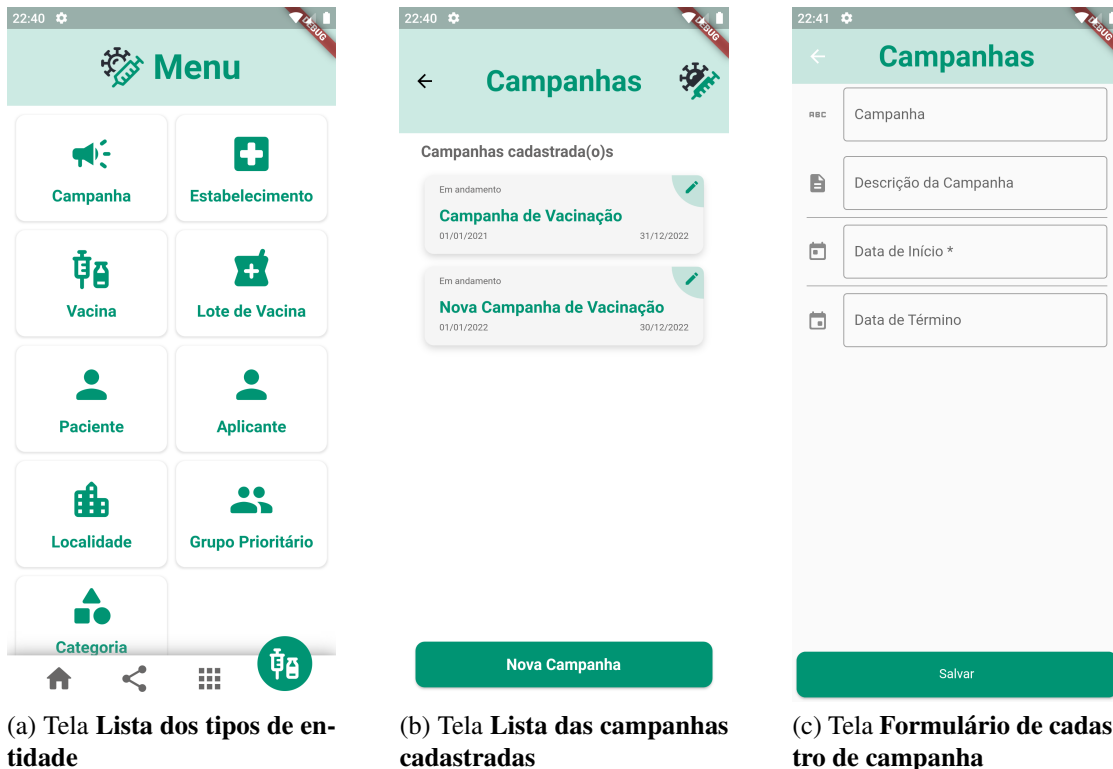 22:40
DEBUG
Menu
Campanha
Estabelecimento
Vacina
Lote de Vacina
Paciente
Aplicante
Localidade
Grupo Prioritário
Categoria
(a) Tela Lista dos tipos de en-
tidade
22:40
DEBUG
Campanhas
Campanhas cadastrada(o)s
Em andamento
Campanha de Vacinação
01/01/2021 31/12/2022
Em andamento
Nova Campanha de Vacinação
01/01/2022 30/12/2022
Nova Campanha
(b) Tela Lista das campanhas
cadastradas
22:41
DEBUG
Campanhas
ABC
Campanha
Descrição da Campanha
Data de Início *
Data de Término
Salvar
(c) Tela Formulário de cadas
tro de campanha